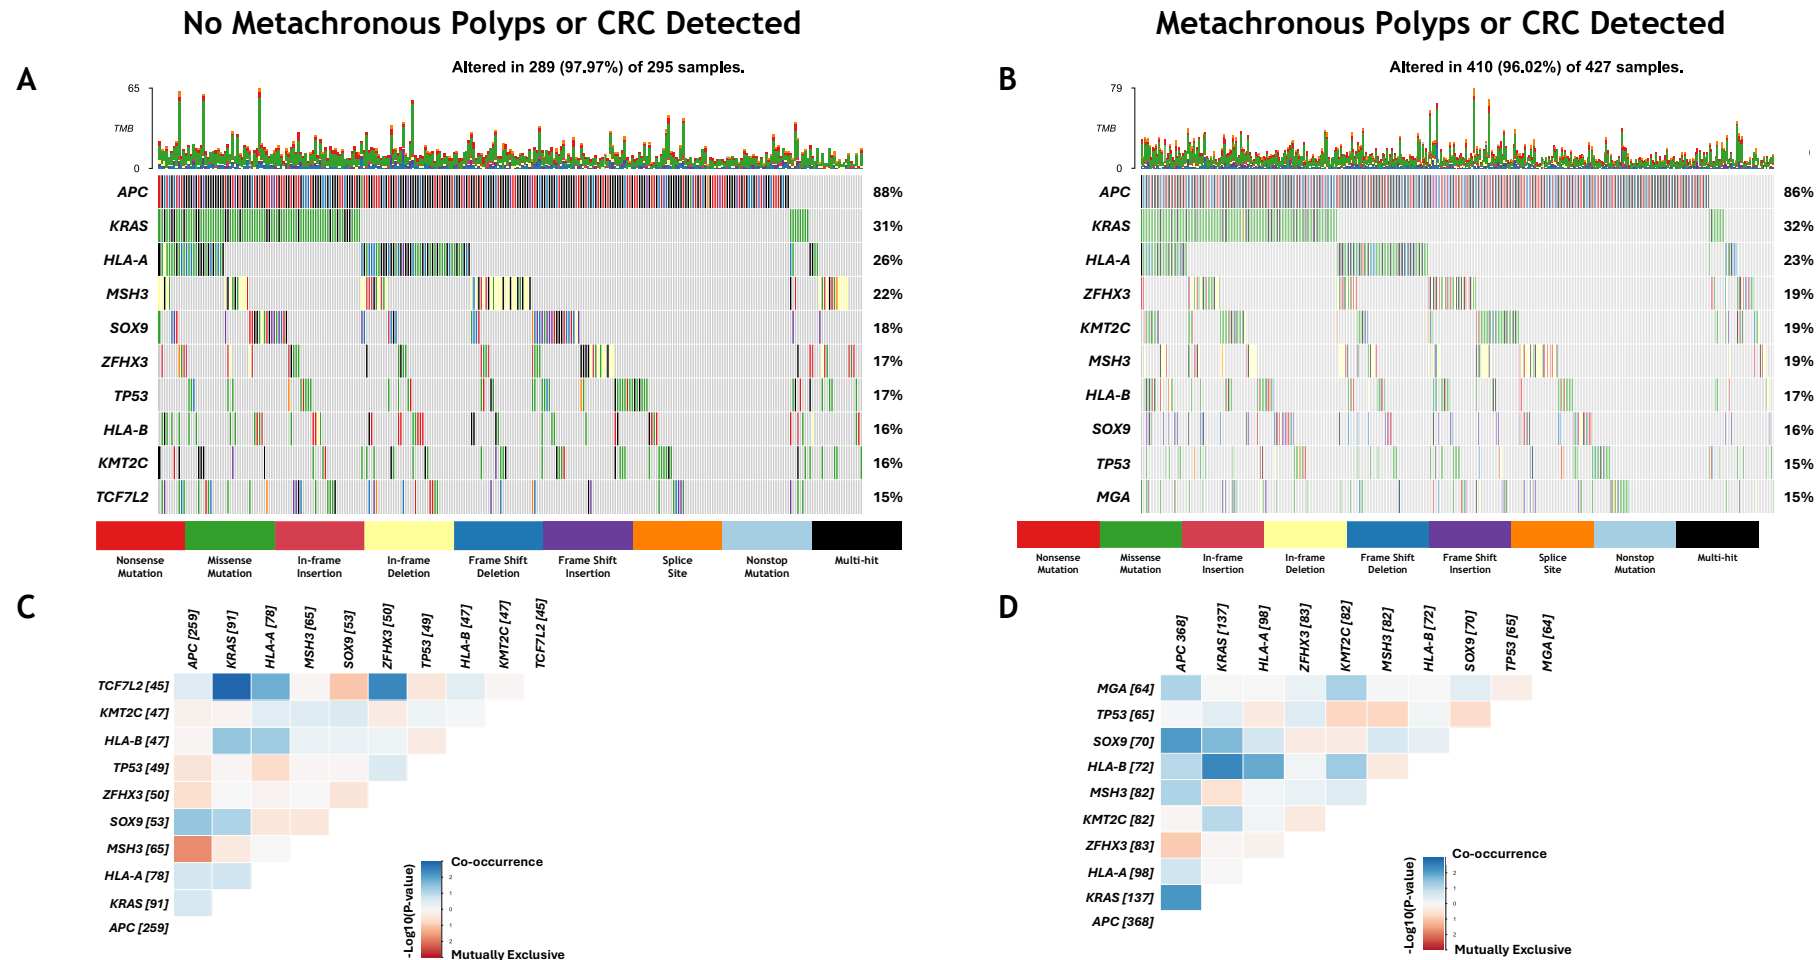 No Metachronous Polyps or CRC Detected
Metachronous Polyps or CRC Detected
A
Altered in 289 (97.97%) of 295 samples.
65
TMB
0
APC 88%
KRAS 31%
HLA-A 26%
MSH3 22%
SOX9 18%
ZFHX3 17%
TP53 17%
HLA-B 16%
KMT2C 16%
TCF7L2 15%
Nonsense Mutation
Missense Mutation
In-frame Insertion
In-frame Deletion
Frame Shift Deletion
Frame Shift Insertion
Splice Site
Nonstop Mutation
Multi-hit
B
Altered in 410 (96.02%) of 427 samples.
79
TMB
0
APC 86%
KRAS 32%
HLA-A 23%
ZFHX3 19%
KMT2C 19%
MSH3 19%
HLA-B 17%
SOX9 16%
TP53 15%
MGA 15%
Nonsense Mutation
Missense Mutation
In-frame Insertion
In-frame Deletion
Frame Shift Deletion
Frame Shift Insertion
Splice Site
Nonstop Mutation
Multi-hit
C
APC [259]
KRAS [91]
HLA-A [78]
MSH3 [65]
SOX9 [53]
ZFHX3 [50]
TP53 [49]
HLA-B [47]
KMT2C [47]
TCF7L2 [45]
TCF7L2 [45]
KMT2C [47]
HLA-B [47]
TP53 [49]
ZFHX3 [50]
SOX9 [53]
MSH3 [65]
HLA-A [78]
KRAS [91]
APC [259]
-Log10(P-value)
Co-occurrence
2
1
0
1
2
Mutually Exclusive
D
APC 368]
KRAS [137]
HLA-A [98]
ZFHX3 [83]
KMT2C [82]
MSH3 [82]
HLA-B [72]
SOX9 [70]
TP53 [65]
MGA [64]
MGA [64]
TP53 [65]
SOX9 [70]
HLA-B [72]
MSH3 [82]
KMT2C [82]
ZFHX3 [83]
HLA-A [98]
KRAS [137]
APC [368]
-Log10(P-value)
Co-occurrence
2
1
0
1
2
Mutually Exclusive